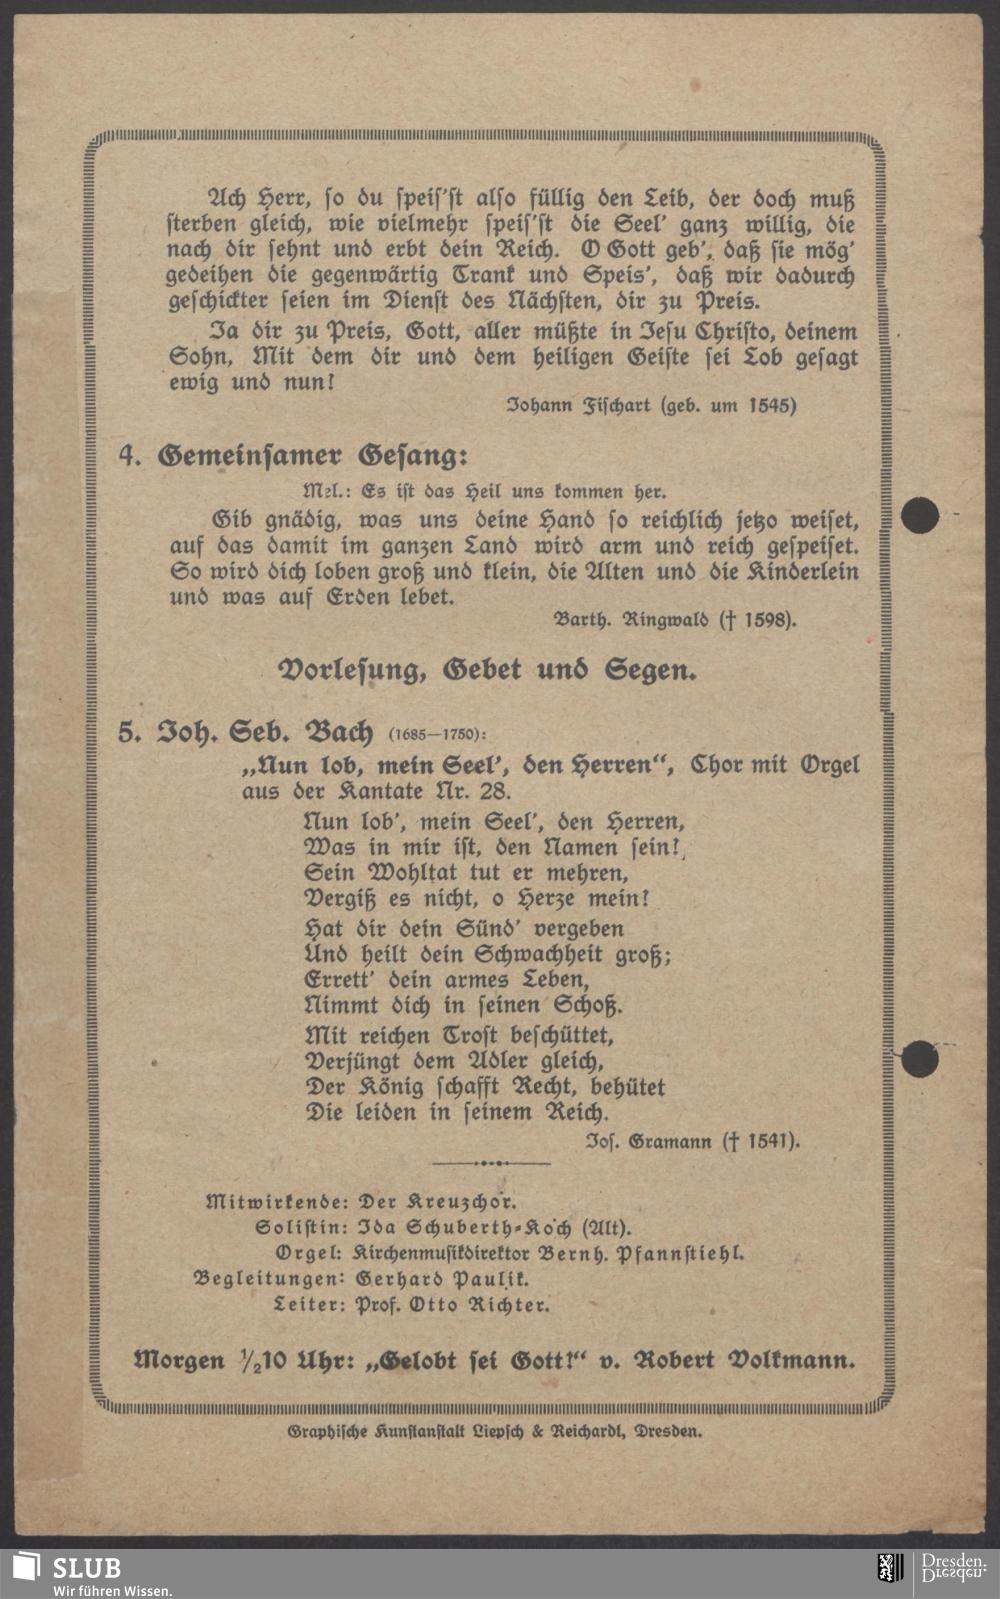 Ach Herr, so du speis'st also füllig den Leib, der doch muß
sterben gleich, wie vielmehr speis'st die Seel' ganz willig, die
nach dir sehnt und erbt dein Reich. O Gott geb', daß sie mög'
gedeihen die gegenwärtig Trank und Speis', daß wir dadurch
geschickter seien im Dienst des Nächsten, dir zu Preis.
Ja dir zu Preis, Gott, aller müßte in Jesu Christo, deinem
Sohn, Mit dem dir und dem heiligen Geiste sei Lob gesagt
ewig und nun!
Johann Fischart (geb. um 1545)
4. Gemeinsamer Gesang:
Mel.: Es ist das Heil uns kommen her.
Gib gnädig, was uns deine Hand so reichlich jetzo weiset,
auf das damit im ganzen Land wird arm und reich gespeiset.
So wird dich loben groß und klein, die Alten und die Kinderlein
und was auf Erden lebet.
Barth. Ringwald († 1598).
Vorlesung, Gebet und Segen.
5. Joh. Seb. Bach (1685—1750):
„Nun lob, mein Seel', den Herren“, Chor mit Orgel
aus der Kantate Nr. 28.
Nun lob', mein Seel', den Herren,
Was in mir ist, den Namen sein!
Sein Wohltat tut er mehren,
Vergiß es nicht, o Herze mein!
Hat dir dein Sünd' vergeben
Und heilt dein Schwachheit groß;
Errett' dein armes Leben,
Nimmt dich in seinen Schoß.
Mit reichen Trost beschüttet,
Verjüngt dem Adler gleich,
Der König schafft Recht, behütet
Die leiden in seinem Reich.
Jos. Gramann († 1541).
Mitwirkende: Der Kreuzchor.
Solistin: Ida Schuberth-Koch (Alt).
Orgel: Kirchenmusikdirektor Bernh. Pfannstiehl.
Begleitungen: Gerhard Paulik.
Leiter: Prof. Otto Richter.
Morgen 1/210 Uhr: „Gelobt sei Gott!“ v. Robert Volkmann.
Graphische Kunstanstalt Liepsch & Reichardt, Dresden.
SLUB
Wir führen Wissen.
Dresden.
Dresden.